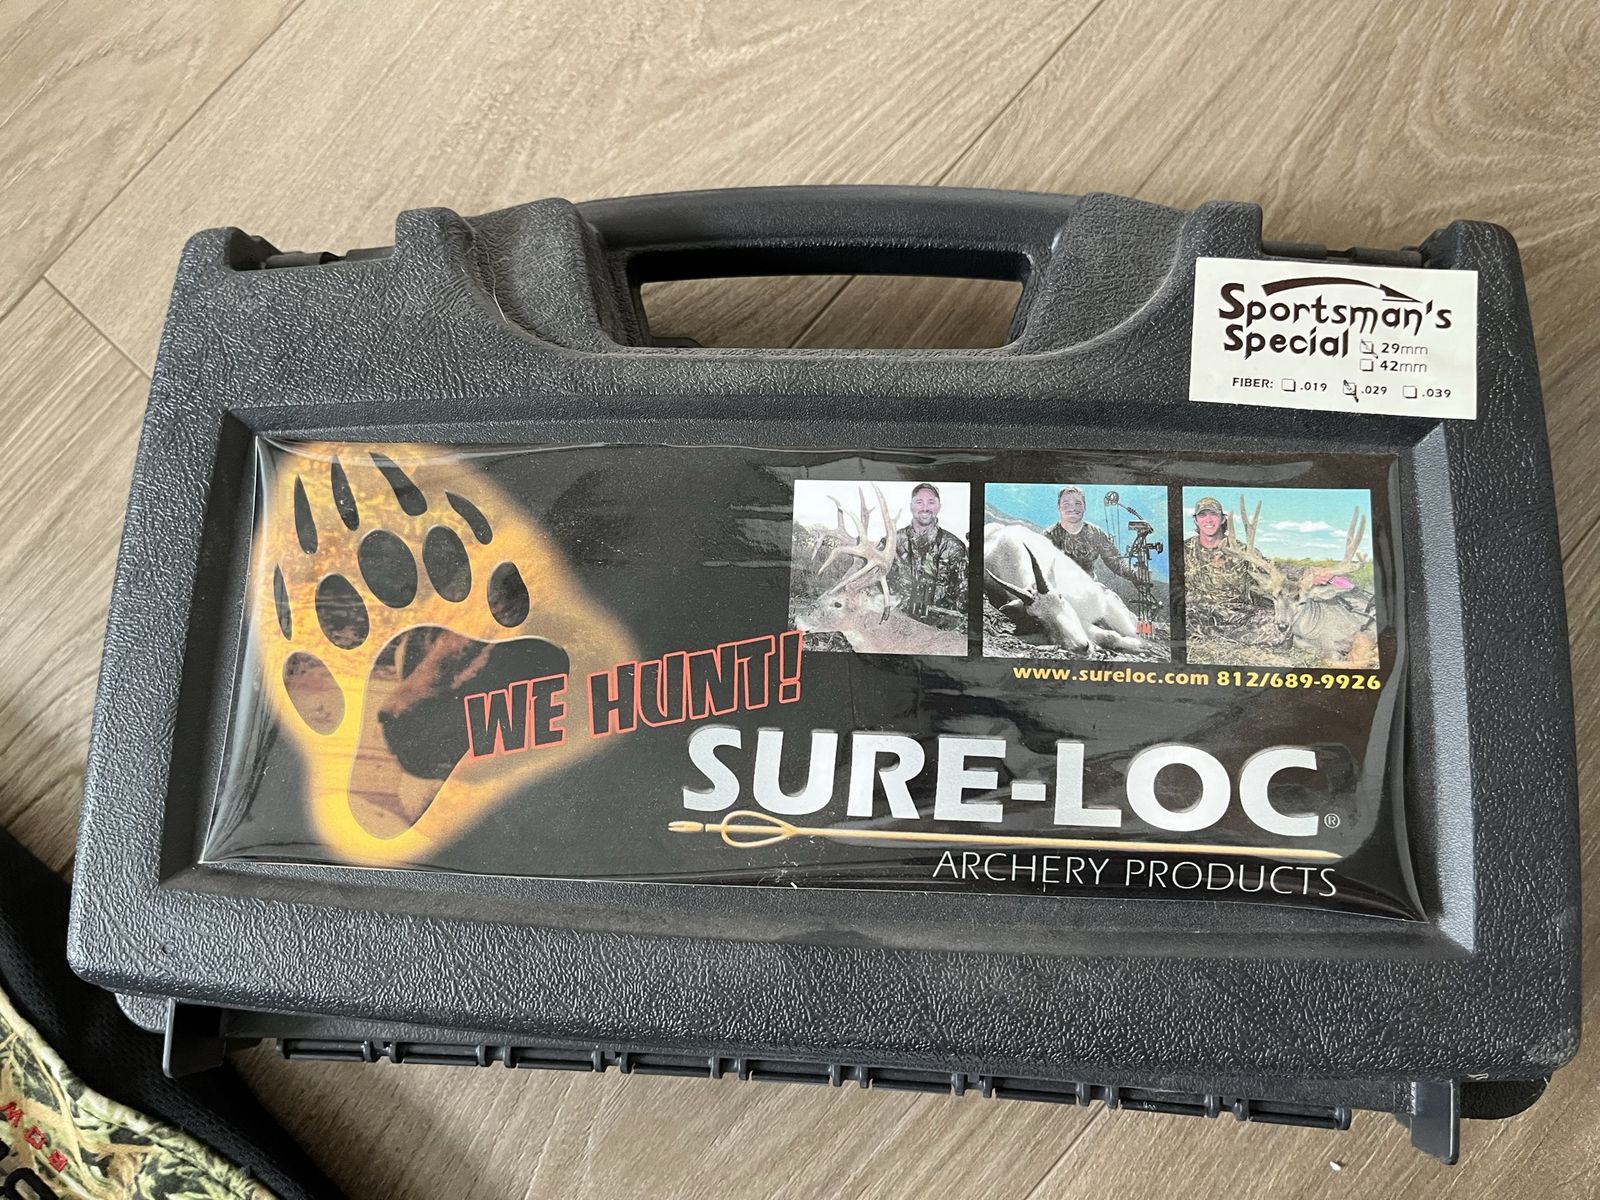 Sportsman's
Special 29mm
42mm
FIBER: .019 .029 .039
www.sureloc.com 812/689-9926
WE HUNT!
SURE-LOC®
ARCHERY PRODUCTS